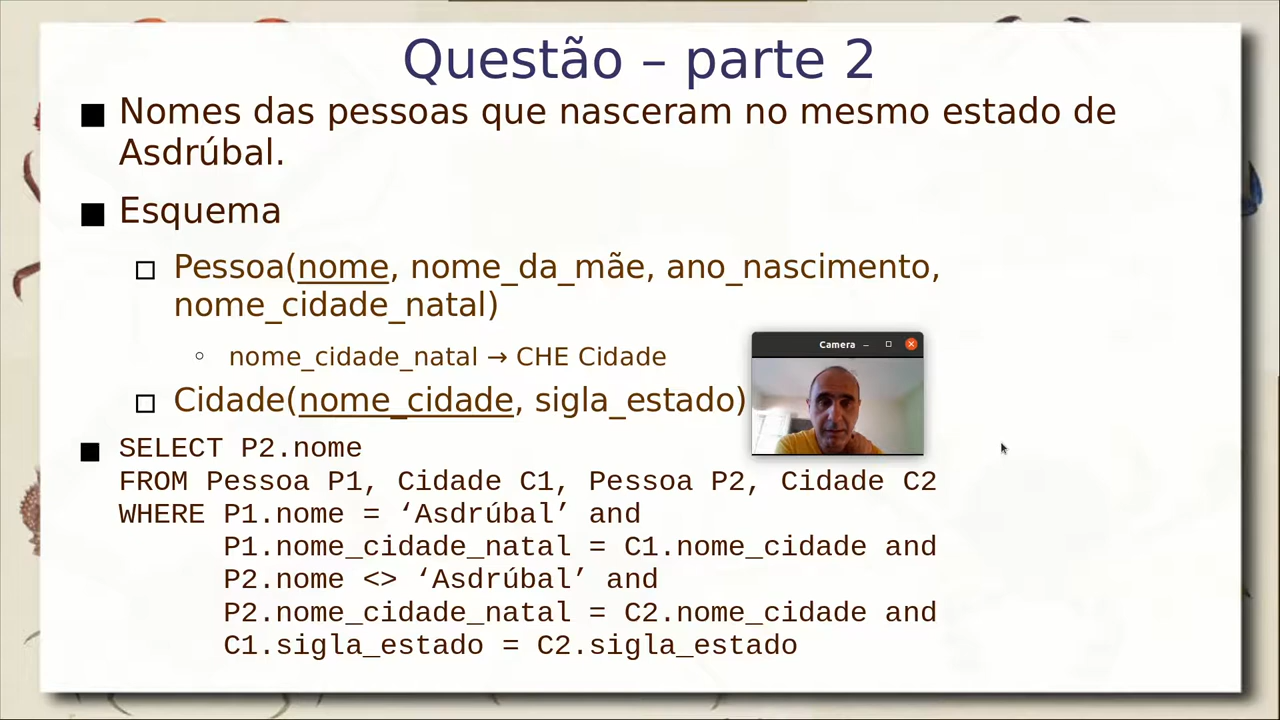 Questão – parte 2
Nomes das pessoas que nasceram no mesmo estado de
Asdrúbal.
Esquema
Pessoa(nome, nome_da_mãe, ano_nascimento,
nome_cidade_natal)
nome_cidade_natal → CHE Cidade
Camera
Cidade(nome_cidade, sigla_estado)
SELECT P2.nome
FROM Pessoa P1, Cidade C1, Pessoa P2, Cidade C2
WHERE P1.nome = ‘Asdrúbal’ and
P1.nome_cidade_natal = C1.nome_cidade and
P2.nome <> ‘Asdrúbal’ and
P2.nome_cidade_natal = C2.nome_cidade and
C1.sigla_estado = C2.sigla_estado